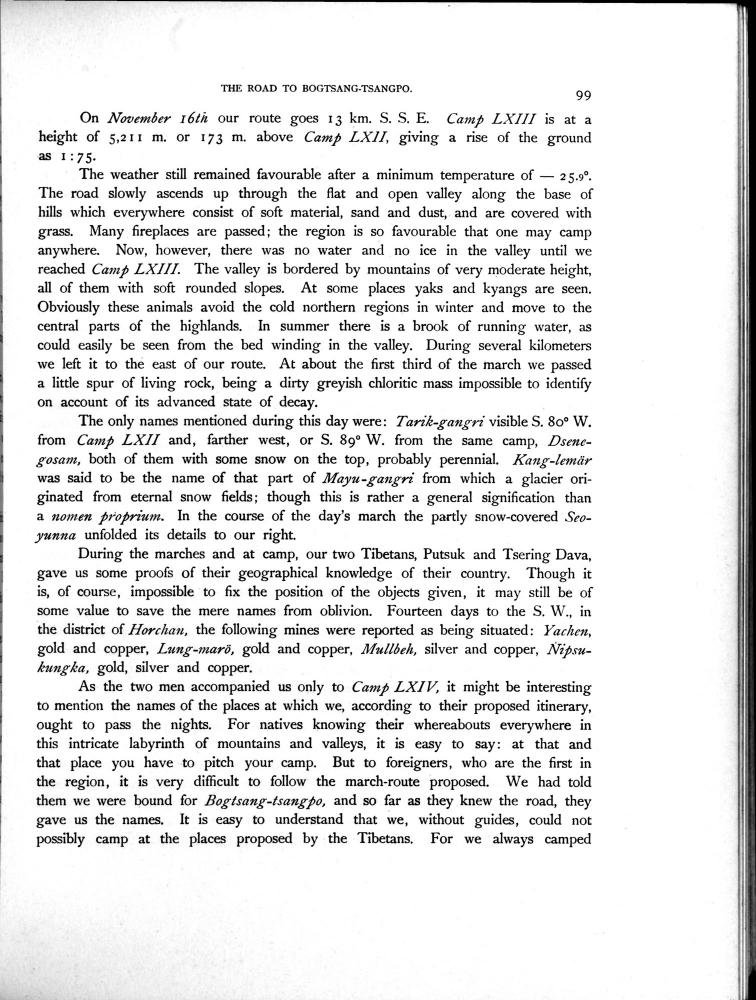 THE ROAD TO BOGTSANG-TSANGPO.
99
On November 16th our route goes 13 km. S. S. E. Camp LXIII is at a
height of 5,211 m. or 173 m. above Camp LXII, giving a rise of the ground
as 1:75.
The weather still remained favourable after a minimum temperature of — 25.9°.
The road slowly ascends up through the flat and open valley along the base of
hills which everywhere consist of soft material, sand and dust, and are covered with
grass. Many fireplaces are passed; the region is so favourable that one may camp
anywhere. Now, however, there was no water and no ice in the valley until we
reached Camp LXIII. The valley is bordered by mountains of very moderate height,
all of them with soft rounded slopes. At some places yaks and kyangs are seen.
Obviously these animals avoid the cold northern regions in winter and move to the
central parts of the highlands. In summer there is a brook of running water, as
could easily be seen from the bed winding in the valley. During several kilometers
we left it to the east of our route. At about the first third of the march we passed
a little spur of living rock, being a dirty greyish chloritic mass impossible to identify
on account of its advanced state of decay.
The only names mentioned during this day were: Tarik-gangri visible S. 80° W.
from Camp LXII and, farther west, or S. 89° W. from the same camp, Dsene-
gosam, both of them with some snow on the top, probably perennial. Kang-lemär
was said to be the name of that part of Mayu-gangri from which a glacier ori-
ginated from eternal snow fields; though this is rather a general signification than
a nomen proprium. In the course of the day's march the partly snow-covered Seo-
yunna unfolded its details to our right.
During the marches and at camp, our two Tibetans, Putsuk and Tsering Dava,
gave us some proofs of their geographical knowledge of their country. Though it
is, of course, impossible to fix the position of the objects given, it may still be of
some value to save the mere names from oblivion. Fourteen days to the S. W., in
the district of Horchan, the following mines were reported as being situated: Yachen,
gold and copper, Lung-marö, gold and copper, Mullbeh, silver and copper, Ñipsu-
kungka, gold, silver and copper.
As the two men accompanied us only to Camp LXIV, it might be interesting
to mention the names of the places at which we, according to their proposed itinerary,
ought to pass the nights. For natives knowing their whereabouts everywhere in
this intricate labyrinth of mountains and valleys, it is easy to say: at that and
that place you have to pitch your camp. But to foreigners, who are the first in
the region, it is very difficult to follow the march-route proposed. We had told
them we were bound for Bogtsang-tsangpo, and so far as they knew the road, they
gave us the names. It is easy to understand that we, without guides, could not
possibly camp at the places proposed by the Tibetans. For we always camped